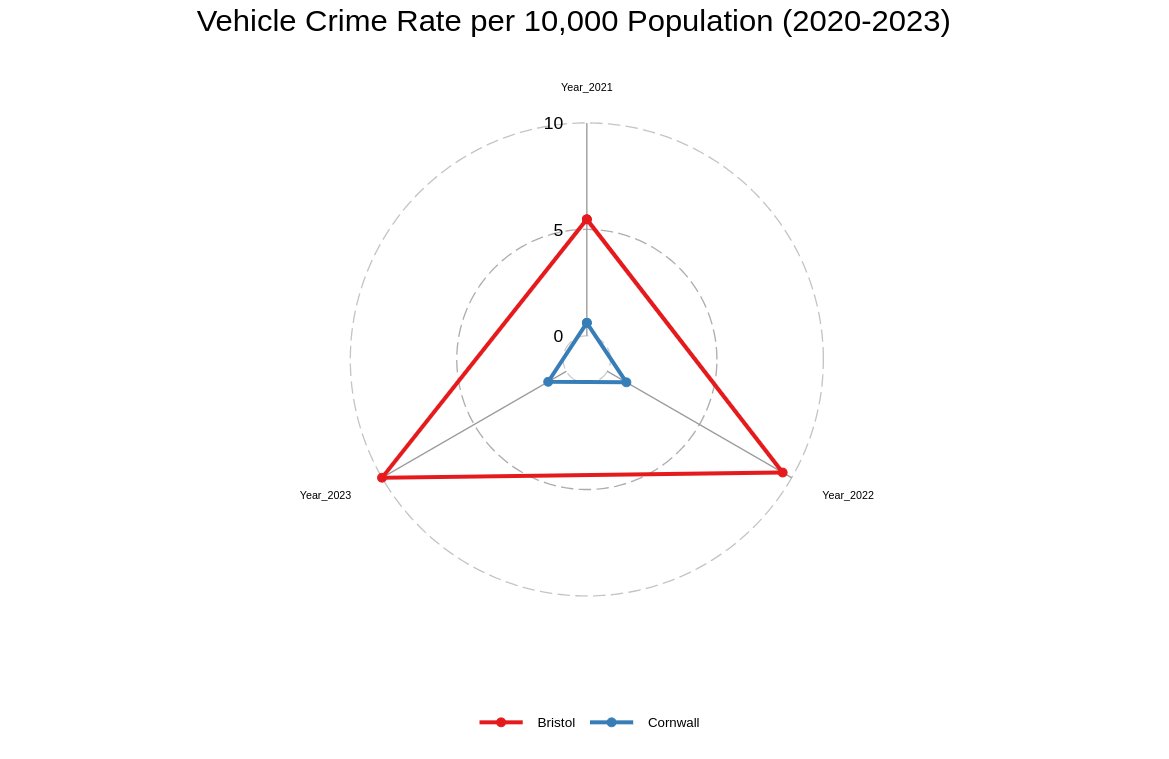 Vehicle Crime Rate per 10,000 Population (2020-2023)
Year_2021
10
5
0
Year_2023
Year_2022
Bristol
Cornwall